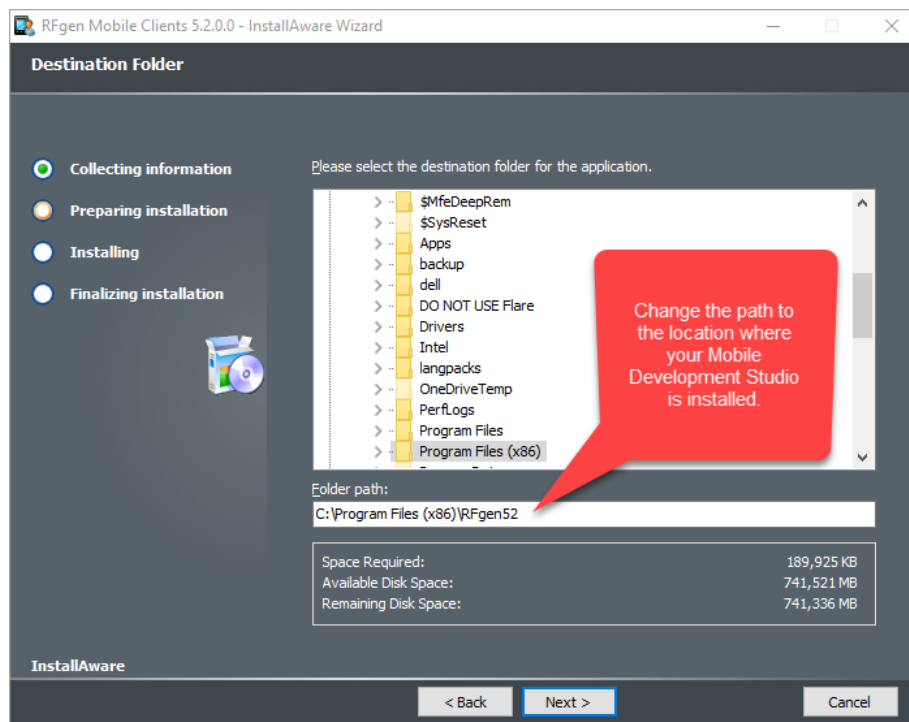 RFgen Mobile Clients 5.2.0.0 - InstallAware Wizard
Destination Folder
Collecting information
Preparing installation
Installing
Finalizing installation
Please select the destination folder for the application.
$MfeDeepRem
$SysReset
Apps
backup
dell
DO NOT USE Flare
Drivers
Intel
langpacks
OneDriveTemp
PerfLogs
Program Files
Program Files (x86)
Change the path to
the location where
your Mobile
Development Studio
is installed.
Folder path:
C:\Program Files (x86)\RFgen52
Space Required: 189,925 KB
Available Disk Space: 741,521 MB
Remaining Disk Space: 741,336 MB
InstallAware
< Back Next > Cancel